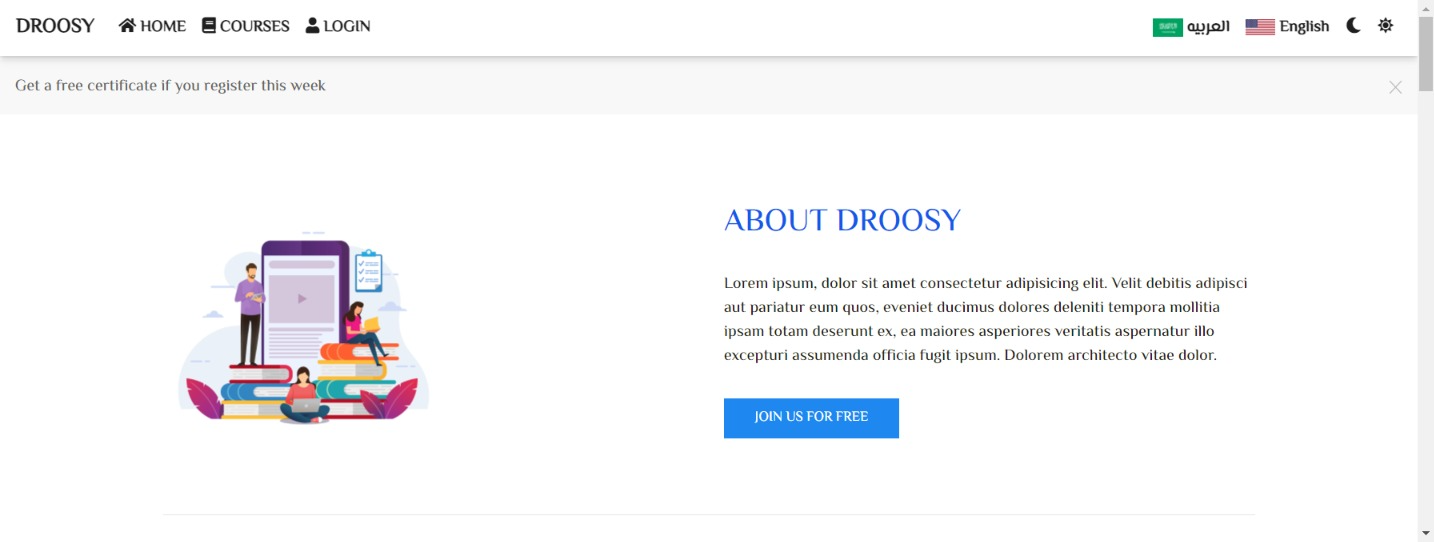 DROOSY HOME COURSES LOGIN العربيه English
Get a free certificate if you register this week
ABOUT DROOSY
Lorem ipsum, dolor sit amet consectetur adipisicing elit. Velit debitis adipisci
aut pariatur eum quos, eveniet ducimus dolores deleniti tempora mollitia
ipsam totam deserunt ex, ea maiores asperiores veritatis aspernatur illo
excepturi assumenda officia fugit ipsum. Dolorem architecto vitae dolor.
JOIN US FOR FREE